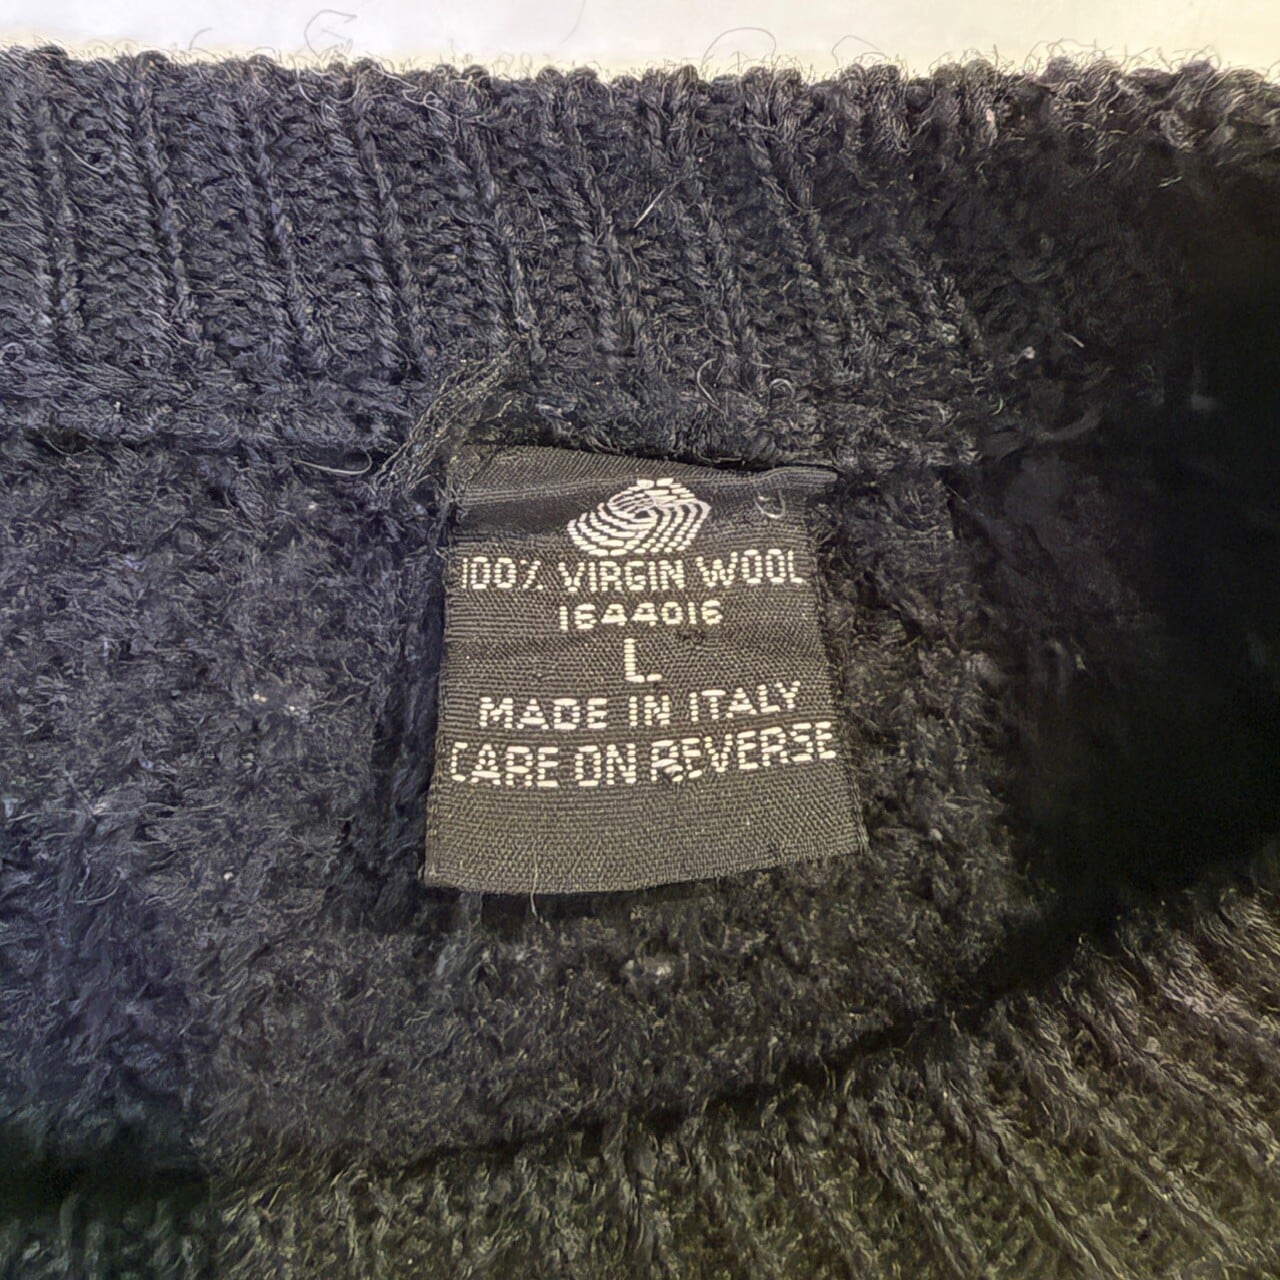 100% VIRGIN WOOL
1644016
L
MADE IN ITALY
CARE ON REVERSE